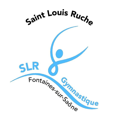 Saint Louis Ruche
SLR
Gymnastique
Fontaines-sur-Saône